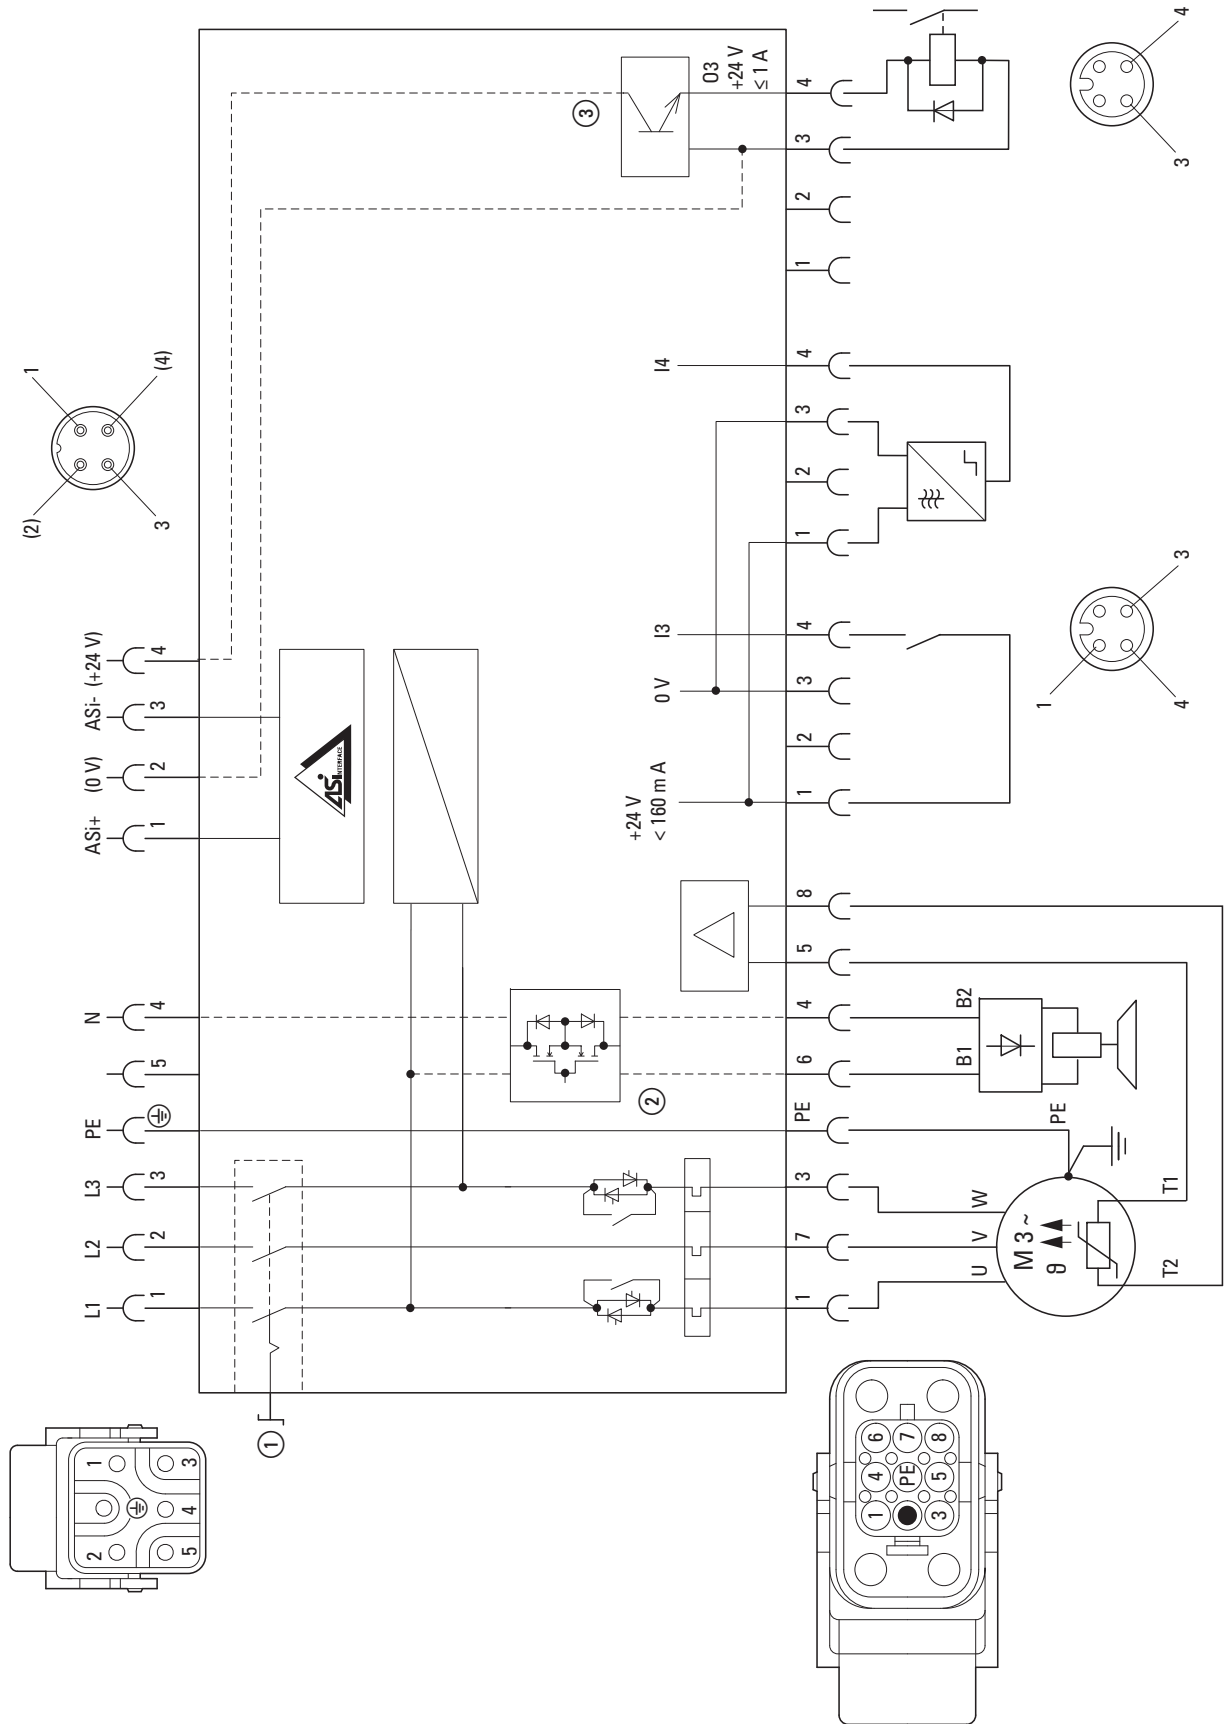 1
(4)
(2)
3
ASi+
(0 V)
ASi-
(+24 V)
1
2
3
4
L1
L2
L3
PE
N
1
2
3
5
4
ASi
INTERFACE
1
2
3
O3
+24 V
≤ 1 A
I4
I3
0 V
+24 V
< 160 m A
1
7
3
PE
6
4
5
8
1
2
3
4
1
2
3
4
1
2
3
4
U
V
W
PE
B1
B2
M 3 ~
ϑ
T1
T2
1
2
3
4
5
1
3
4
PE
5
6
7
8
1
3
4
4
3